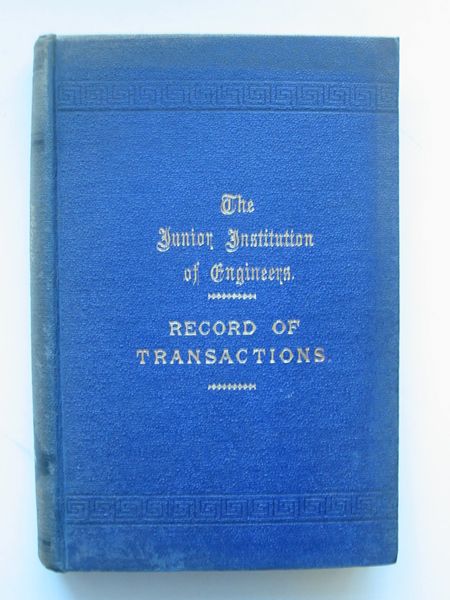 The
Junior Institution
of Engineers.
RECORD OF
TRANSACTIONS.